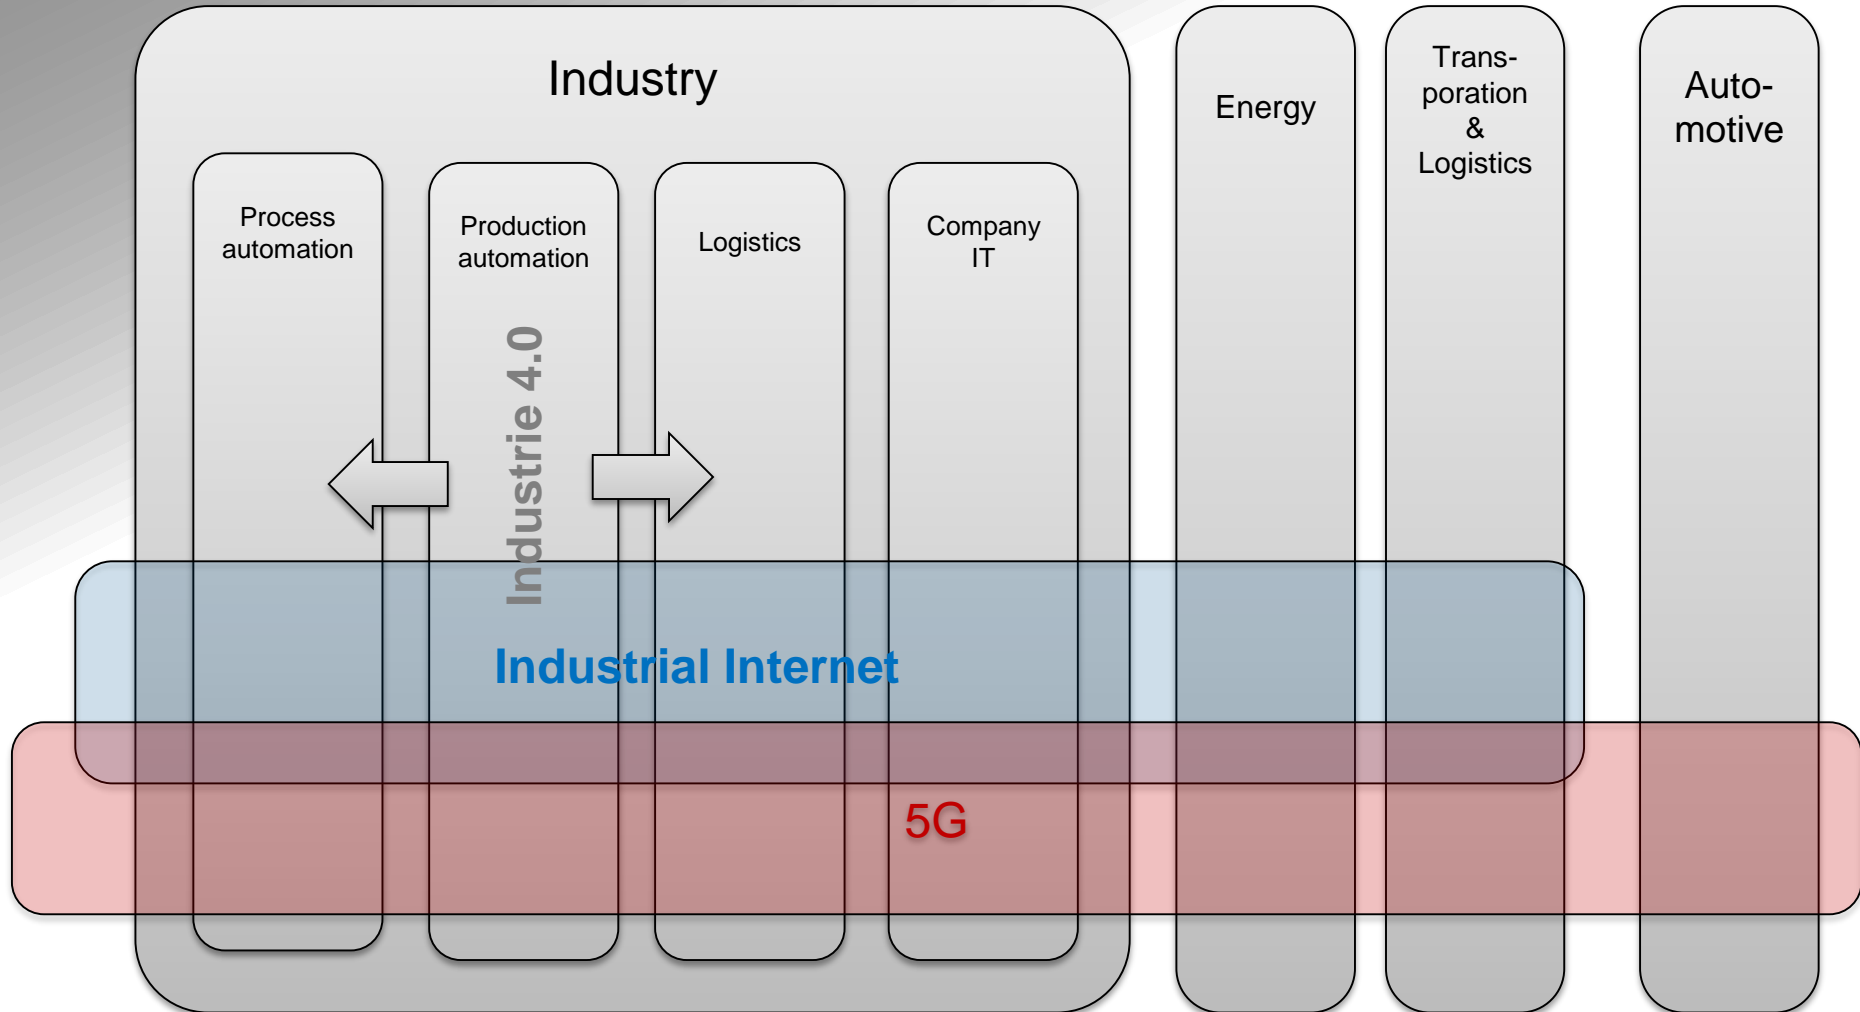 Industry
Process
automation
Production
automation
Logistics
Company
IT
Energy
Trans-
poration
&
Logistics
Auto-
motive
Industrie 4.0
Industrial Internet
5G